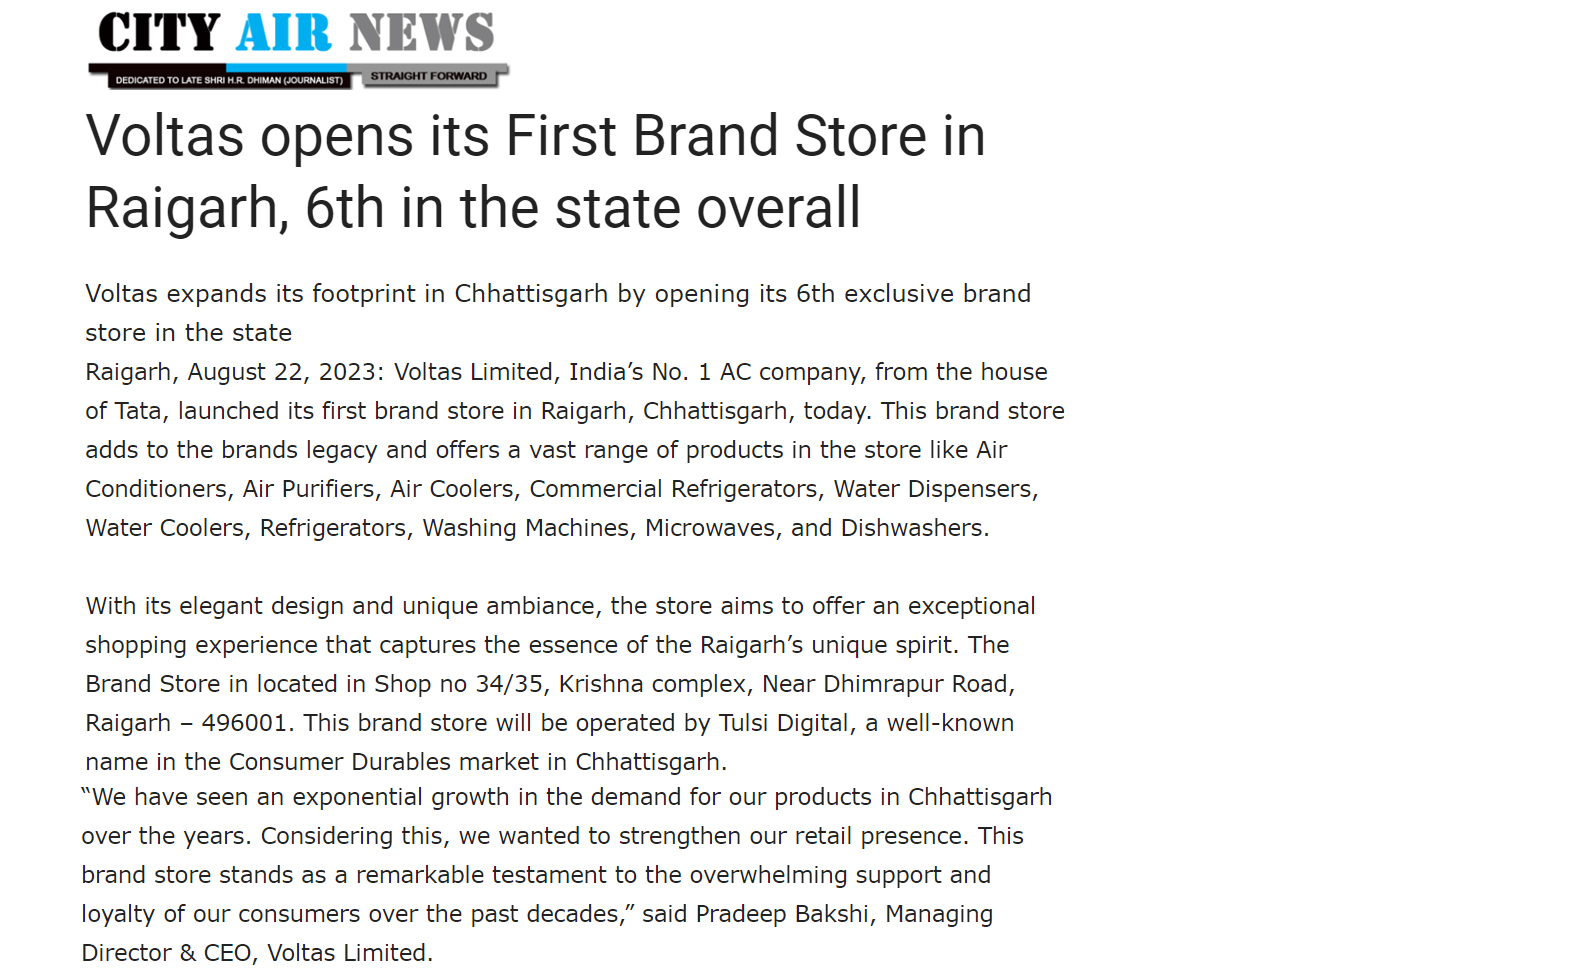 CITY AIR NEWS
DEDICATED TO LATE SHRI H.R. DHIMAN (JOURNALIST) STRAIGHT FORWARD
Voltas opens its First Brand Store in
Raigarh, 6th in the state overall
Voltas expands its footprint in Chhattisgarh by opening its 6th exclusive brand
store in the state
Raigarh, August 22, 2023: Voltas Limited, India’s No. 1 AC company, from the house
of Tata, launched its first brand store in Raigarh, Chhattisgarh, today. This brand store
adds to the brands legacy and offers a vast range of products in the store like Air
Conditioners, Air Purifiers, Air Coolers, Commercial Refrigerators, Water Dispensers,
Water Coolers, Refrigerators, Washing Machines, Microwaves, and Dishwashers.
With its elegant design and unique ambiance, the store aims to offer an exceptional
shopping experience that captures the essence of the Raigarh’s unique spirit. The
Brand Store in located in Shop no 34/35, Krishna complex, Near Dhimrapur Road,
Raigarh – 496001. This brand store will be operated by Tulsi Digital, a well-known
name in the Consumer Durables market in Chhattisgarh.
“We have seen an exponential growth in the demand for our products in Chhattisgarh
over the years. Considering this, we wanted to strengthen our retail presence. This
brand store stands as a remarkable testament to the overwhelming support and
loyalty of our consumers over the past decades,” said Pradeep Bakshi, Managing
Director & CEO, Voltas Limited.